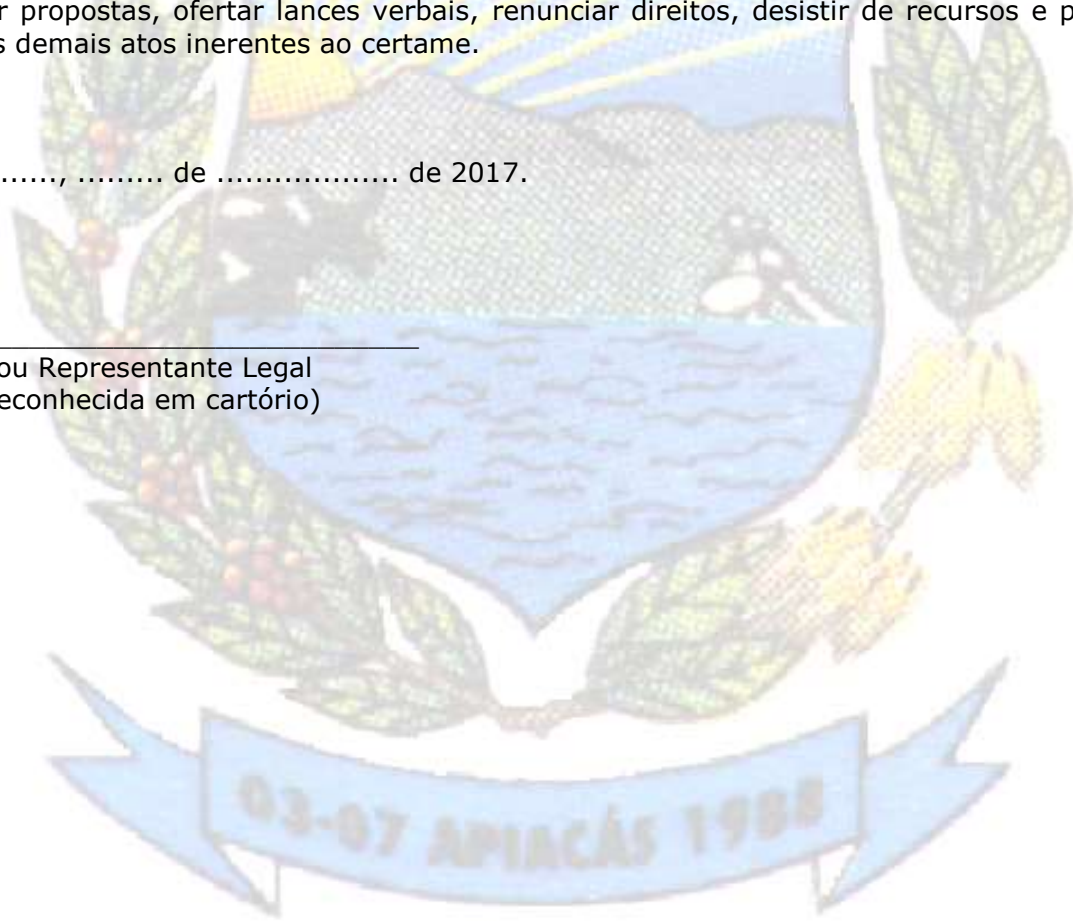 r propostas, ofertar lances verbais, renunciar direitos, desistir de recursos e p
s demais atos inerentes ao certame.
......, ......... de ................... de 2017.
______________________________
ou Representante Legal
econhecida em cartório)
03-07 APIACÁS 1988